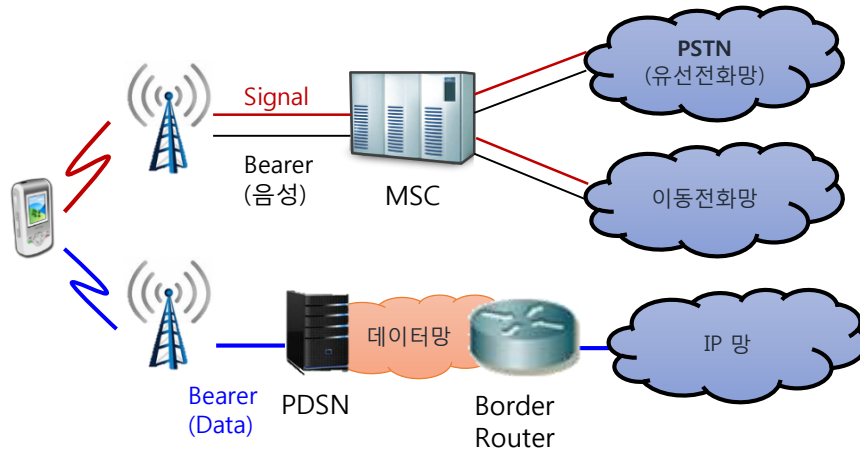 PSTN
(유선전화망)
Signal
Bearer
(음성)
MSC
이동전화망
데이터망
IP 망
Bearer
(Data)
PDSN
Border
Router